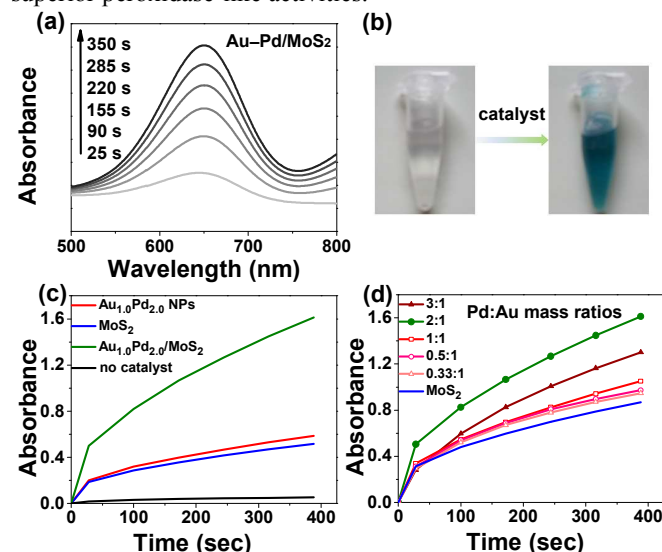 superior peroxidase-like activities.
(a)
350 s
285 s
220 s
155 s
90 s
25 s
Au–Pd/MoS2
Absorbance
500 600 700 800
Wavelength (nm)
(b)
catalyst
(c)
Au1.0Pd2.0 NPs
MoS2
Au1.0Pd2.0/MoS2
no catalyst
Absorbance
1.6
1.2
0.8
0.4
0.0
0 100 200 300 400
Time (sec)
(d)
3:1
2:1
1:1
0.5:1
0.33:1
MoS2
Pd:Au mass ratios
Absorbance
1.6
1.2
0.8
0.4
0.0
0 100 200 300 400
Time (sec)